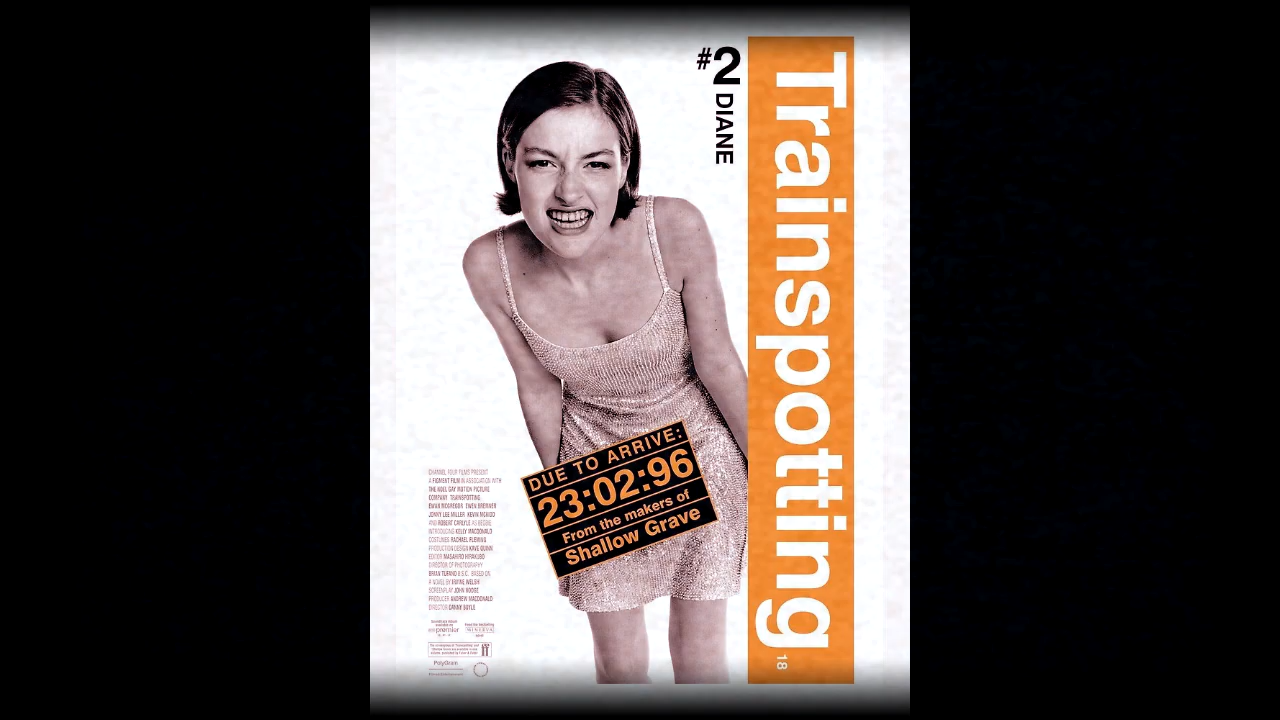 #2 DIANE
Trainspotting
18
DUE TO ARRIVE:
23:02:96
From the makers of
Shallow Grave
CHANNEL FOUR FILMS PRESENT
A FIGMENT FILM IN ASSOCIATION WITH
THE NOEL GAY MOTION PICTURE
COMPANY TRAINSPOTTING
EWAN MCGREGOR EWEN BREMNER
JONNY LEE MILLER KEVIN MCKIDD
AND ROBERT CARLYLE AS BEGBIE
INTRODUCING KELLY MACDONALD
COSTUMES RACHAEL FLEMING
PRODUCTION DESIGN KAVE QUINN
EDITOR MASAHIRO HIRAKUBO
DIRECTOR OF PHOTOGRAPHY
BRIAN TUFANO B.S.C. BASED ON
A NOVEL BY IRVINE WELSH
SCREENPLAY JOHN HODGE
PRODUCER ANDREW MACDONALD
DIRECTOR DANNY BOYLE
premier
MINERVA
PolyGram